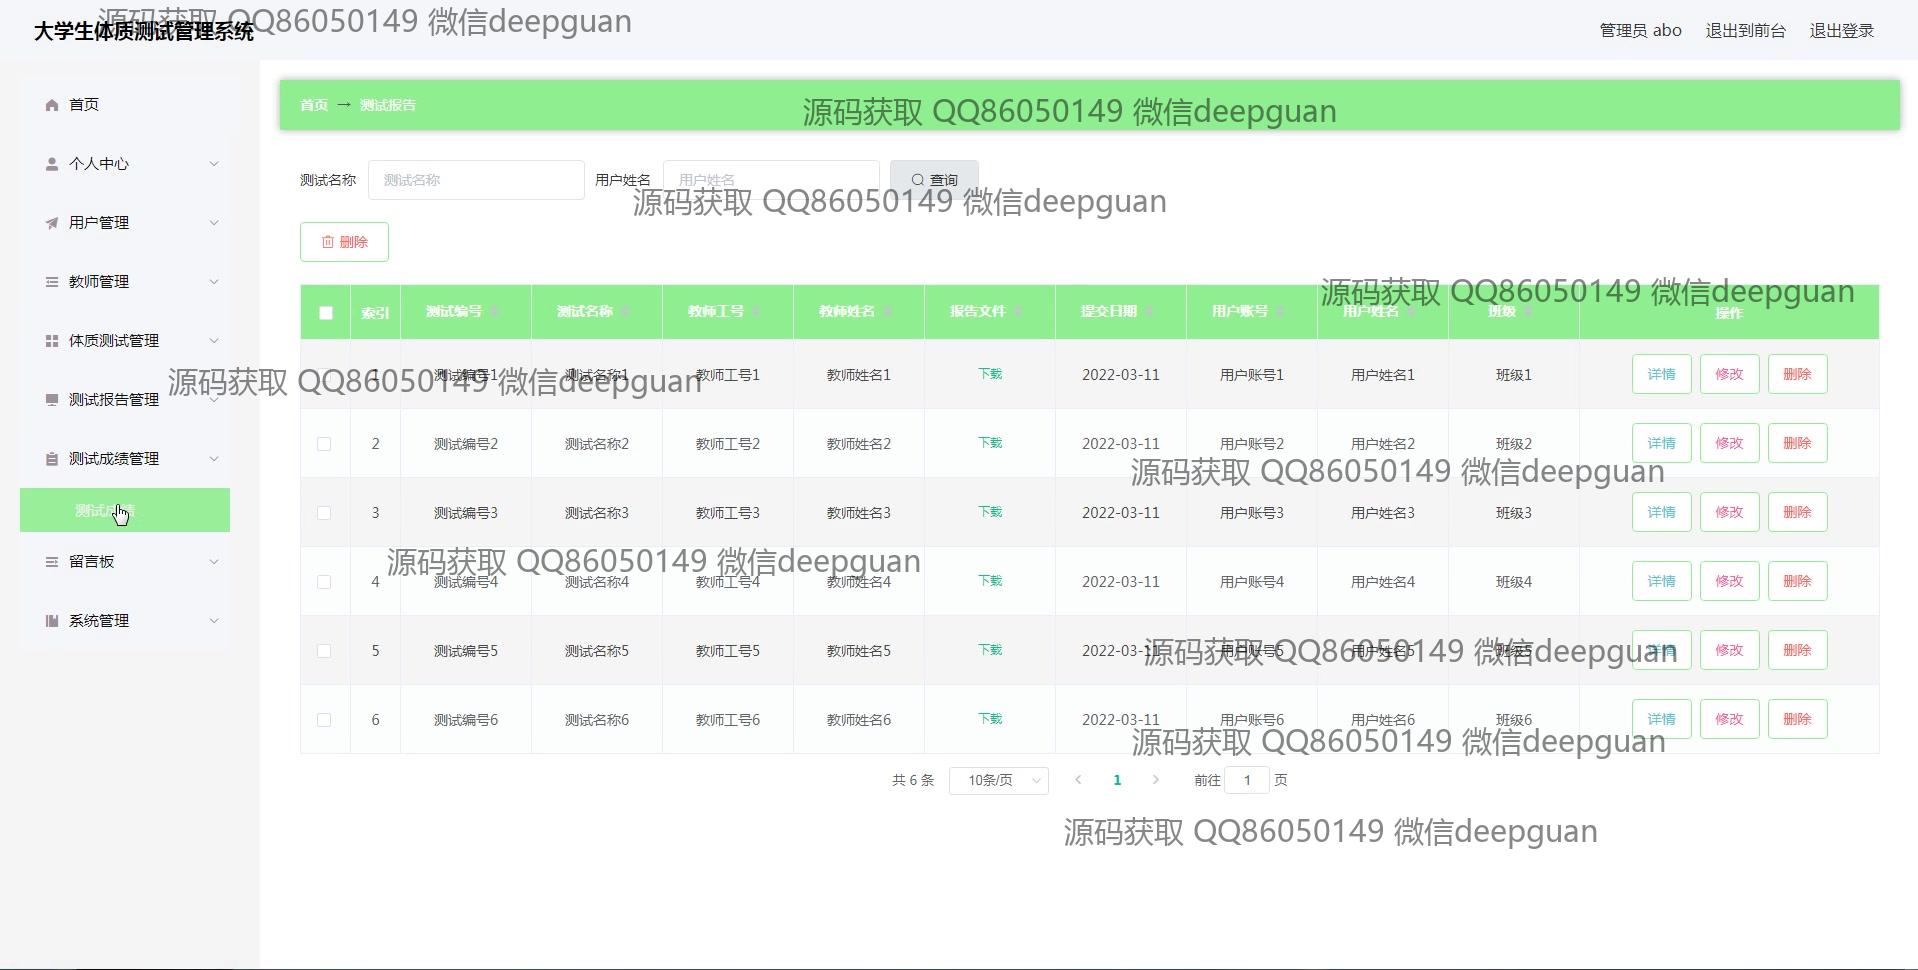 大学生体质测试管理系统
源码获取 QQ86050149 微信deepguan
管理员 abo 退出到前台 退出登录
首页
个人中心
用户管理
教师管理
体质测试管理
测试报告管理
测试成绩管理
测试成绩
留言板
系统管理
首页 → 测试报告
源码获取 QQ86050149 微信deepguan
测试名称 测试名称 用户姓名 用户姓名 查询
源码获取 QQ86050149 微信deepguan
删除
源码获取 QQ86050149 微信deepguan
索引 测试编号 测试名称 教师工号 教师姓名 报告文件 提交日期 用户账号 用户姓名 班级 操作
1 测试编号1 测试名称1 教师工号1 教师姓名1 下载 2022-03-11 用户账号1 用户姓名1 班级1 详情 修改 删除
源码获取 QQ86050149 微信deepguan
2 测试编号2 测试名称2 教师工号2 教师姓名2 下载 2022-03-11 用户账号2 用户姓名2 班级2 详情 修改 删除
源码获取 QQ86050149 微信deepguan
3 测试编号3 测试名称3 教师工号3 教师姓名3 下载 2022-03-11 用户账号3 用户姓名3 班级3 详情 修改 删除
源码获取 QQ86050149 微信deepguan
4 测试编号4 测试名称4 教师工号4 教师姓名4 下载 2022-03-11 用户账号4 用户姓名4 班级4 详情 修改 删除
5 测试编号5 测试名称5 教师工号5 教师姓名5 下载 2022-03-11 用户账号5 用户姓名5 班级5 详情 修改 删除
源码获取 QQ86050149 微信deepguan
6 测试编号6 测试名称6 教师工号6 教师姓名6 下载 2022-03-11 用户账号6 用户姓名6 班级6 详情 修改 删除
源码获取 QQ86050149 微信deepguan
共 6 条 10条/页 1 前往 1 页
源码获取 QQ86050149 微信deepguan